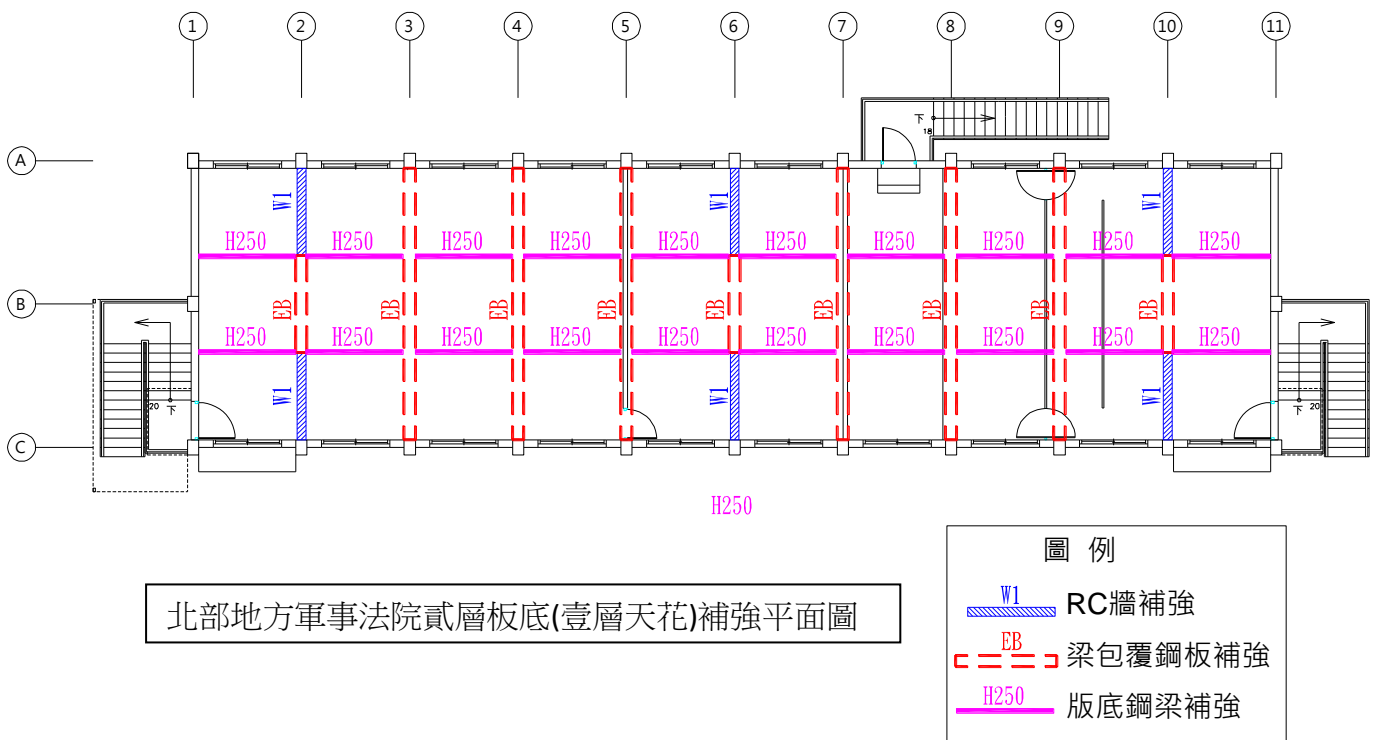 1 2 3 4 5 6 7 8 9 10 11
下
18
A
W1 W1 W1
H250 H250 H250 H250 H250 H250 H250 H250 H250 H250
B
EB EB EB EB EB EB EB EB EB
H250 H250 H250 H250 H250 H250 H250 H250 H250 H250
W1 W1 W1
20 下
下 20
C
H250
北部地方軍事法院貳層板底(壹層天花)補強平面圖
圖 例
W1 RC牆補強
EB 梁包覆鋼板補強
H250 版底鋼梁補強